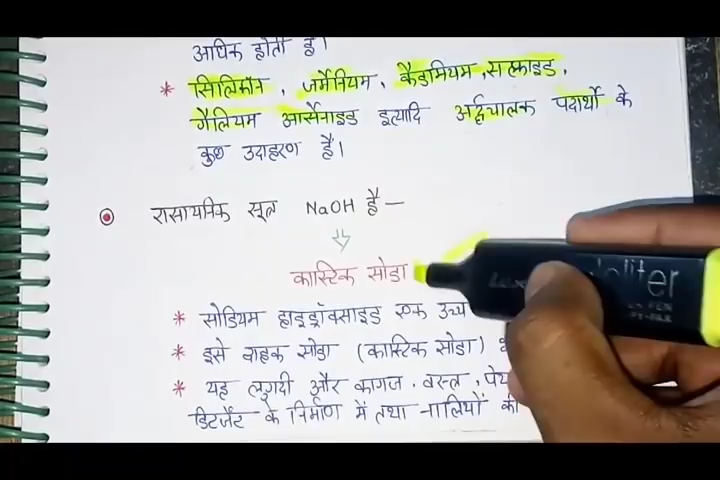 अधिक होती है।
* सिलिकॉन, जर्मेनियम, कैडमियम, सल्फाइड,
गैलियम आर्सेनाइड इत्यादि अर्द्धचालक पदार्थो के
कुछ उदाहरण हैं।
रासायनिक सूत्र NaOH है—
कास्टिक सोडा
* सोडियम हाइड्रॉक्साइड एक उच्च
* इसे दाहक सोडा (कास्टिक सोडा)
* यह लुगदी और कागज, वस्त्र,
डिटर्जेंट के निर्माण में तथा नालियों की